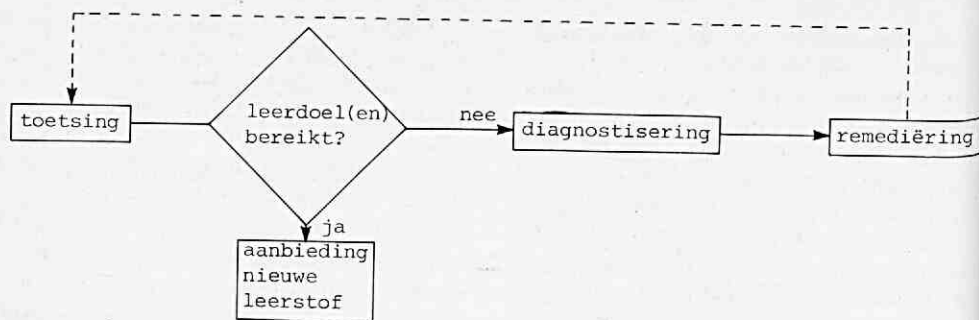 toetsing
leerdoel(en)
bereikt?
nee
diagnostisering
remediëring
ja
aanbieding
nieuwe
leerstof